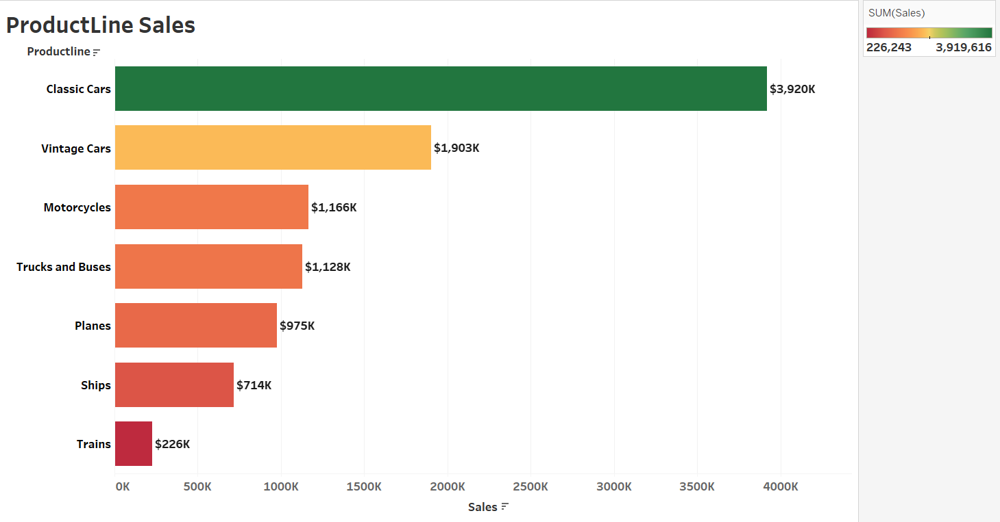 ProductLine Sales
Productline
Classic Cars
$3,920K
Vintage Cars
$1,903K
Motorcycles
$1,166K
Trucks and Buses
$1,128K
Planes
$975K
Ships
$714K
Trains
$226K
0K 500K 1000K 1500K 2000K 2500K 3000K 3500K 4000K
Sales
SUM(Sales)
226,243 3,919,616